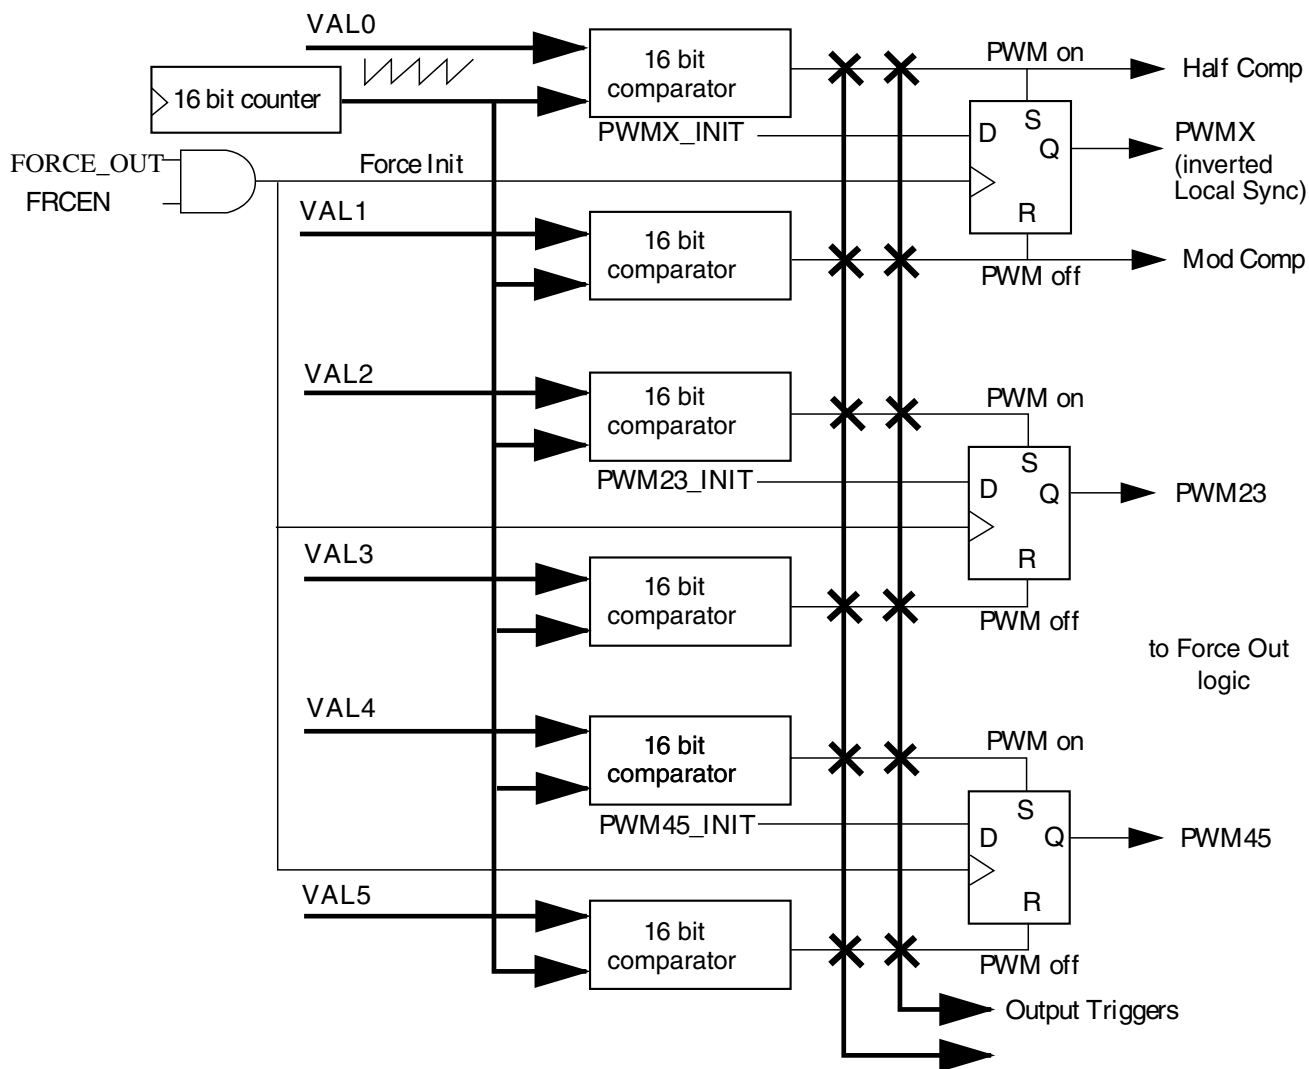 VAL0
16 bit comparator
PWM on
Half Comp
16 bit counter
PWMX_INIT
D
S
Q
R
PWMX
(inverted
Local Sync)
FORCE_OUT
FRCEN
Force Init
VAL1
16 bit
comparator
PWM off
Mod Comp
VAL2
16 bit
comparator
PWM on
PWM23_INIT
D
S
Q
R
PWM23
VAL3
16 bit
comparator
PWM off
to Force Out
logic
VAL4
16 bit
comparator
PWM on
PWM45_INIT
D
S
Q
R
PWM45
VAL5
16 bit
comparator
PWM off
Output Triggers